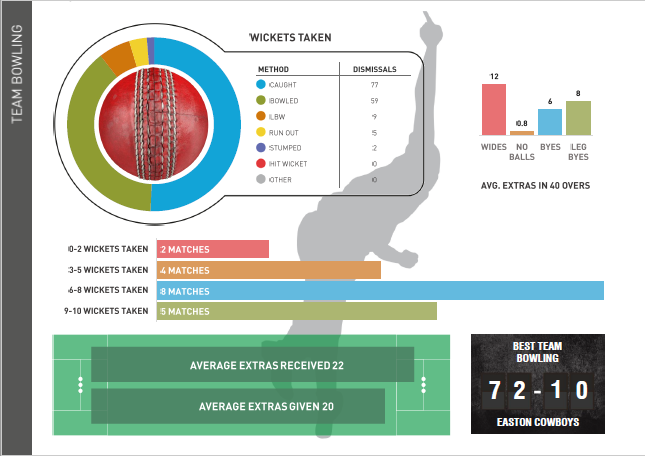 TEAM BOWLING
WICKETS TAKEN
METHOD DISMISSALS
CAUGHT 77
BOWLED 59
LBW 9
RUN OUT 5
STUMPED 2
HIT WICKET 0
OTHER 0
12
0.8
6
8
WIDES NO BALLS BYES LEG BYES
AVG. EXTRAS IN 40 OVERS
0-2 WICKETS TAKEN 2 MATCHES
3-5 WICKETS TAKEN 4 MATCHES
6-8 WICKETS TAKEN 8 MATCHES
9-10 WICKETS TAKEN 5 MATCHES
AVERAGE EXTRAS RECEIVED 22
AVERAGE EXTRAS GIVEN 20
BEST TEAM
BOWLING
72-10
EASTON COWBOYS